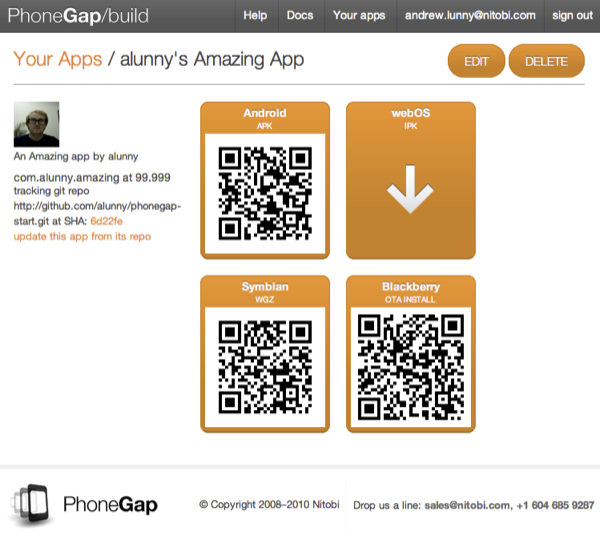 PhoneGap/build
Help Docs Your apps andrew.lunny@nitobi.com sign out
Your Apps / alunny's Amazing App
EDIT DELETE
An Amazing app by alunny
com.alunny.amazing at 99.999
tracking git repo
http://github.com/alunny/phonegap-
start.git at SHA: 6d22fe
update this app from its repo
Android
APK
webOS
IPK
Symbian
WGZ
Blackberry
OTA INSTALL
PhoneGap
© Copyright 2008–2010 Nitobi
Drop us a line: sales@nitobi.com, +1 604 685 9287